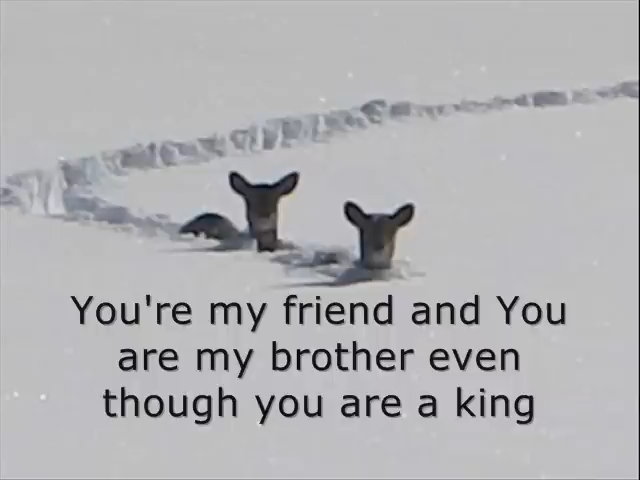 You're my friend and You
are my brother even
though you are a king